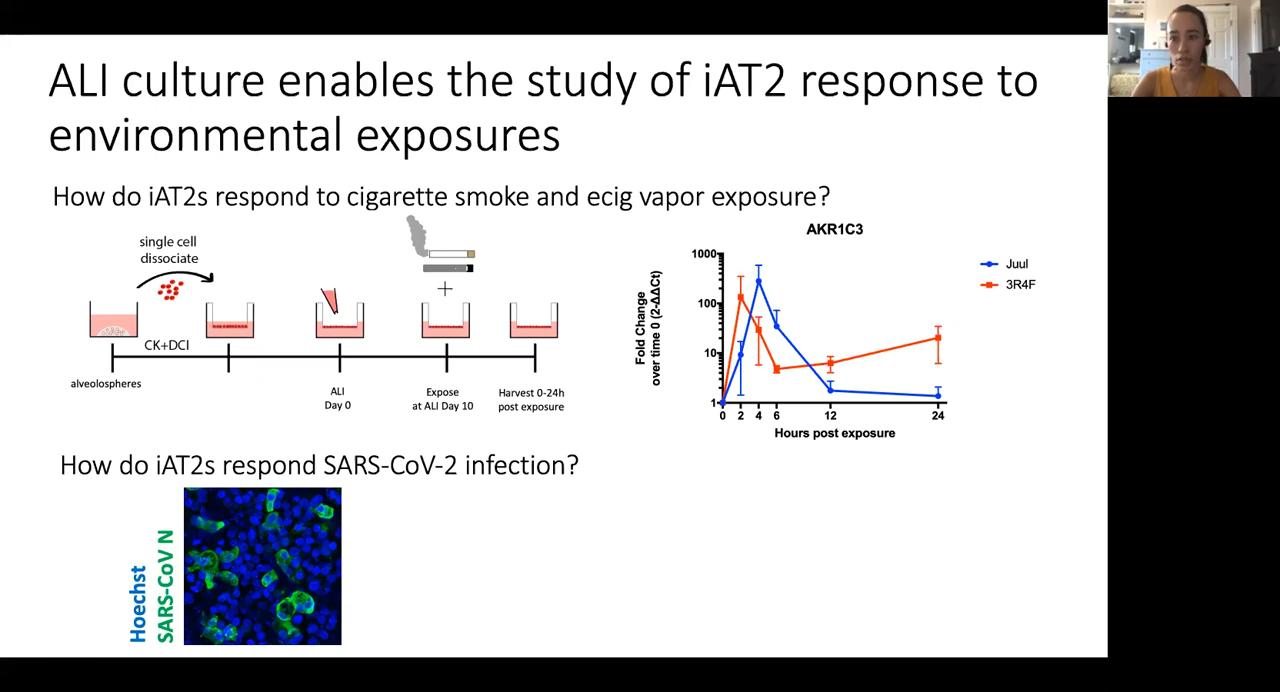 ALI culture enables the study of iAT2 response to
environmental exposures
How do iAT2s respond to cigarette smoke and ecig vapor exposure?
single cell
dissociate
+
CK+DCI
alveolospheres
ALI
Day 0
Expose
at ALI Day 10
Harvest 0-24h
post exposure
AKR1C3
Fold Change
over time 0 (2-ΔΔCt)
1000
100
10
1
0 2 4 6 12 24
Hours post exposure
Juul
3R4F
How do iAT2s respond SARS-CoV-2 infection?
Hoechst
SARS-CoV N